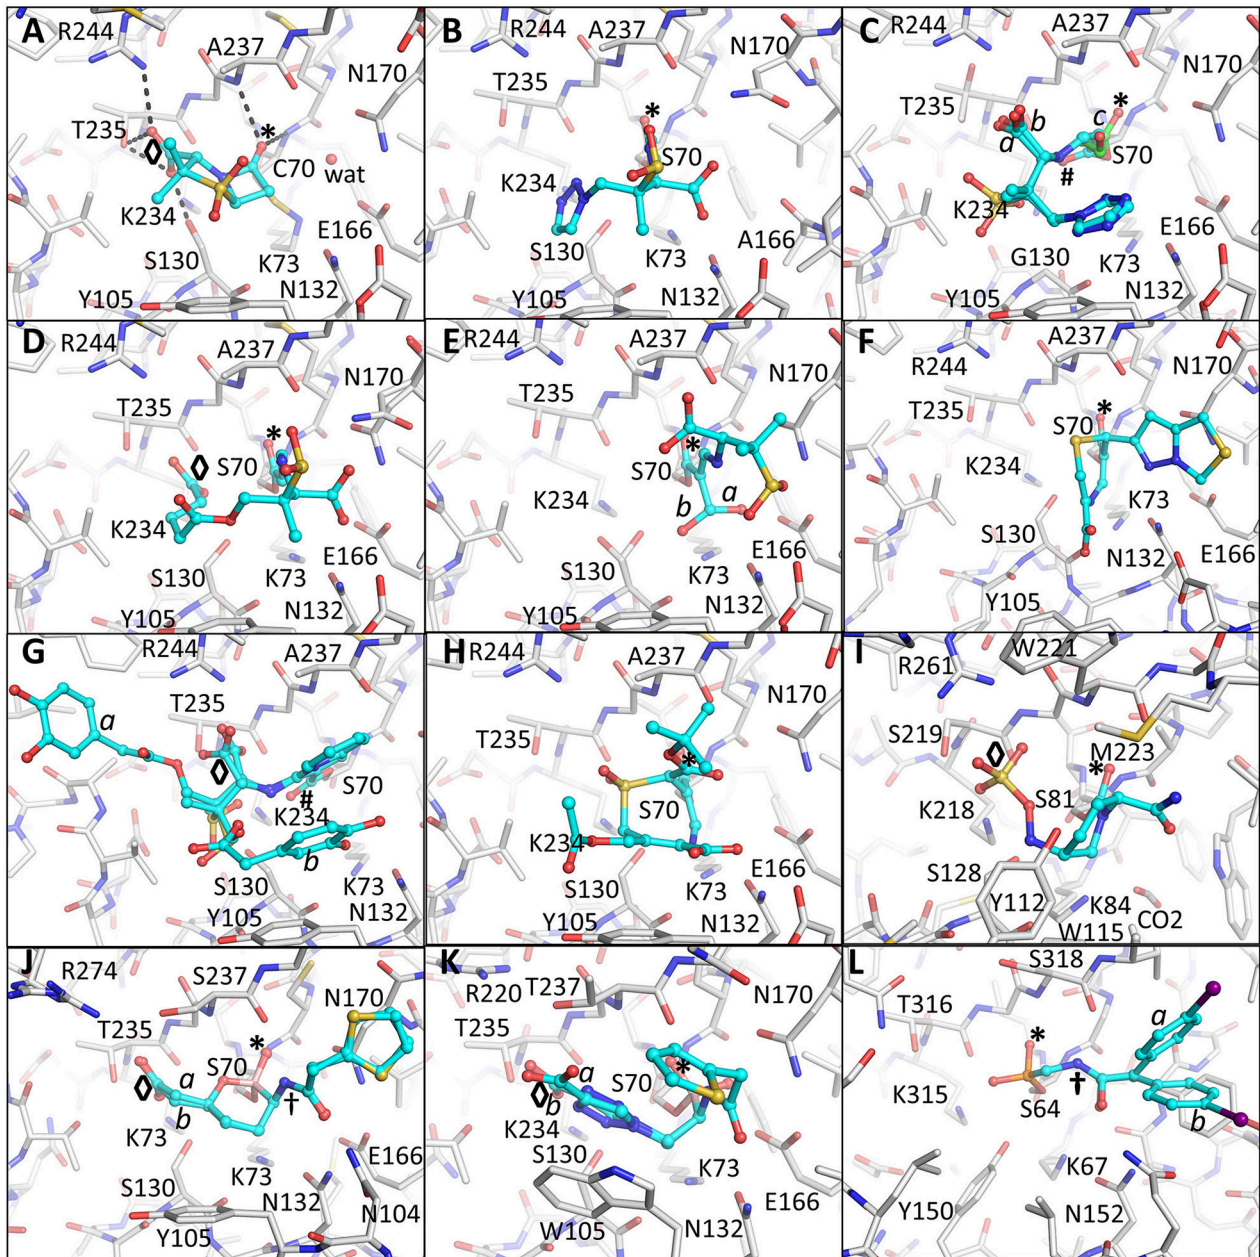 A
R244
A237
N170
T235
*
◊
C70
wat
K234
E166
S130
K73
N132
Y105
B
R244
A237
N170
T235
*
S70
K234
S130
K73
A166
N132
Y105
C
R244
A237
N170
T235
b
c
*
a
S70
#
K234
E166
G130
K73
N132
Y105
D
R244
A237
N170
T235
*
◊
S70
K234
E166
S130
K73
N132
Y105
E
R244
A237
N170
T235
*
S70
K234
b
a
E166
S130
K73
N132
Y105
F
A237
R244
N170
T235
*
S70
K234
K73
S130
N132
E166
Y105
G
R244
A237
a
T235
◊
S70
#
K234
b
S130
K73
N132
Y105
H
R244
A237
N170
T235
*
S70
K234
E166
S130
K73
N132
Y105
I
R261
W221
S219
◊
M223
*
K218
S81
S128
Y112
K84
CO2
W115
J
R274
S237
N170
T235
*
S70
◊
a
b
†
K73
K73
E166
S130
N132
N104
Y105
K
R220
T237
N170
T235
a
S70
*
◊
b
K234
S130
K73
E166
W105
N132
L
S318
T316
a
*
†
K315
S64
b
K67
Y150
N152